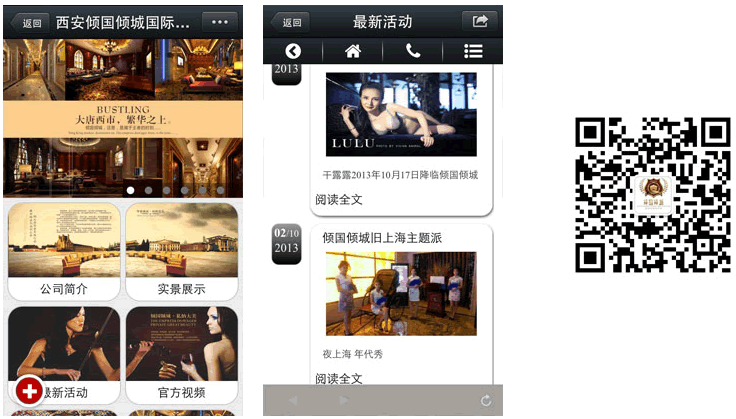 返回
西安倾国倾城国际...
BUSTLING
大唐西市，繁华之上。
公司简介
实景展示
最新活动
官方视频
返回
最新活动
2013
LULU
干露露2013年10月17日降临倾国倾城
阅读全文
02/10
2013
倾国倾城旧上海主题派
夜上海 年代秀
阅读全文